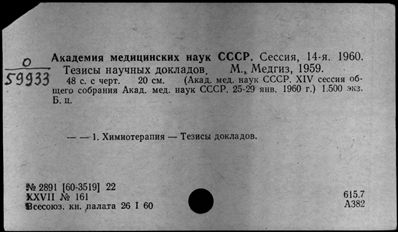 О
59933
Академия медицинских наук СССР. Сессия, 14-я. 1960.
Тезисы научных докладов. М., Медгиз, 1959.
48 с. с черт. 20 см. (Акад. мед. наук СССР. XIV сессия об-
щего собрания Акад. мед. наук СССР. 25-29 янв. 1960 г.) 1.500 экз.
Б. ц.
— — 1. Химиотерапия — Тезисы докладов.
№ 2891 [60-3519] 22
XXVII № 161
Всесоюз. кн. палата 26 I 60
615.7
А382